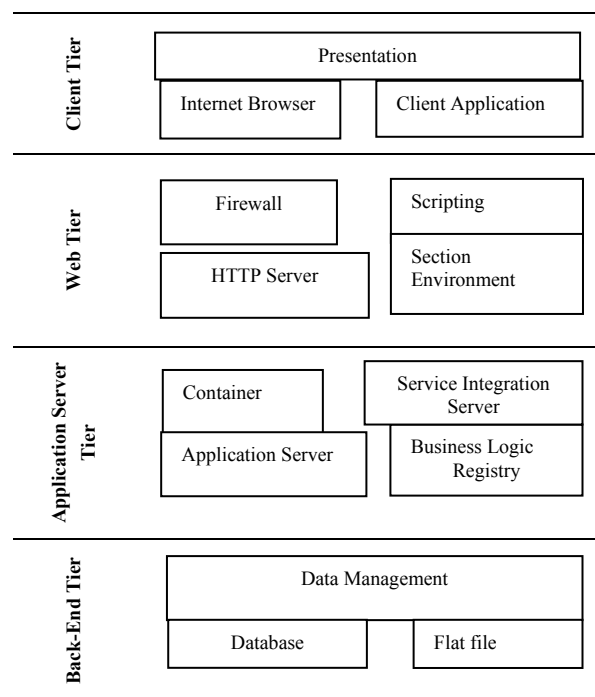 Client Tier
Presentation
Internet Browser
Client Application
Web Tier
Firewall
Scripting
HTTP Server
Section
Environment
Application Server
Tier
Container
Service Integration
Server
Application Server
Business Logic
Registry
Back-End Tier
Data Management
Database
Flat file